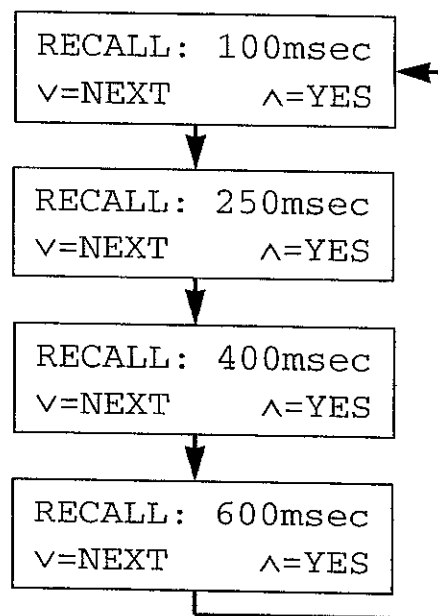 RECALL: 100msec
∨=NEXT ∧=YES
RECALL: 250msec
∨=NEXT ∧=YES
RECALL: 400msec
∨=NEXT ∧=YES
RECALL: 600msec
∨=NEXT ∧=YES